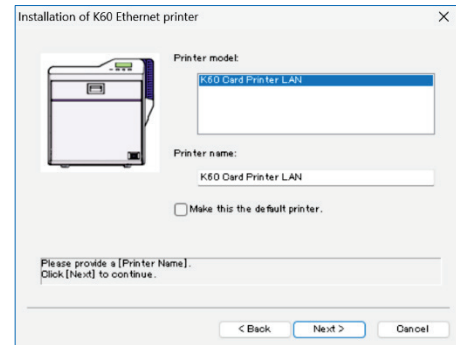 Installation of K60 Ethernet printer
Printer model:
K60 Card Printer LAN
Printer name:
K60 Card Printer LAN
Make this the default printer.
Please provide a [Printer Name].
Click [Next] to continue.
< Back
Next >
Cancel